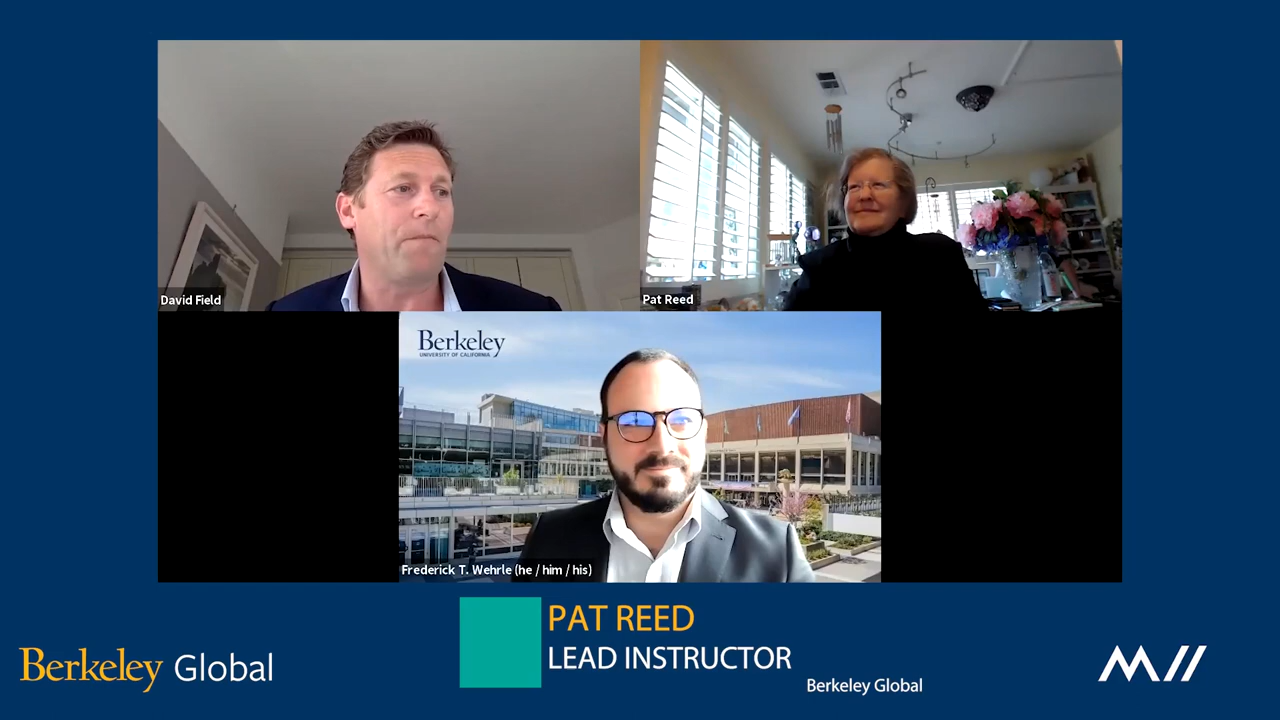 David Field
Pat Reed
Berkeley
UNIVERSITY OF CALIFORNIA
Frederick T. Wehrle (he / him / his)
PAT REED
LEAD INSTRUCTOR
Berkeley Global
Berkeley Global